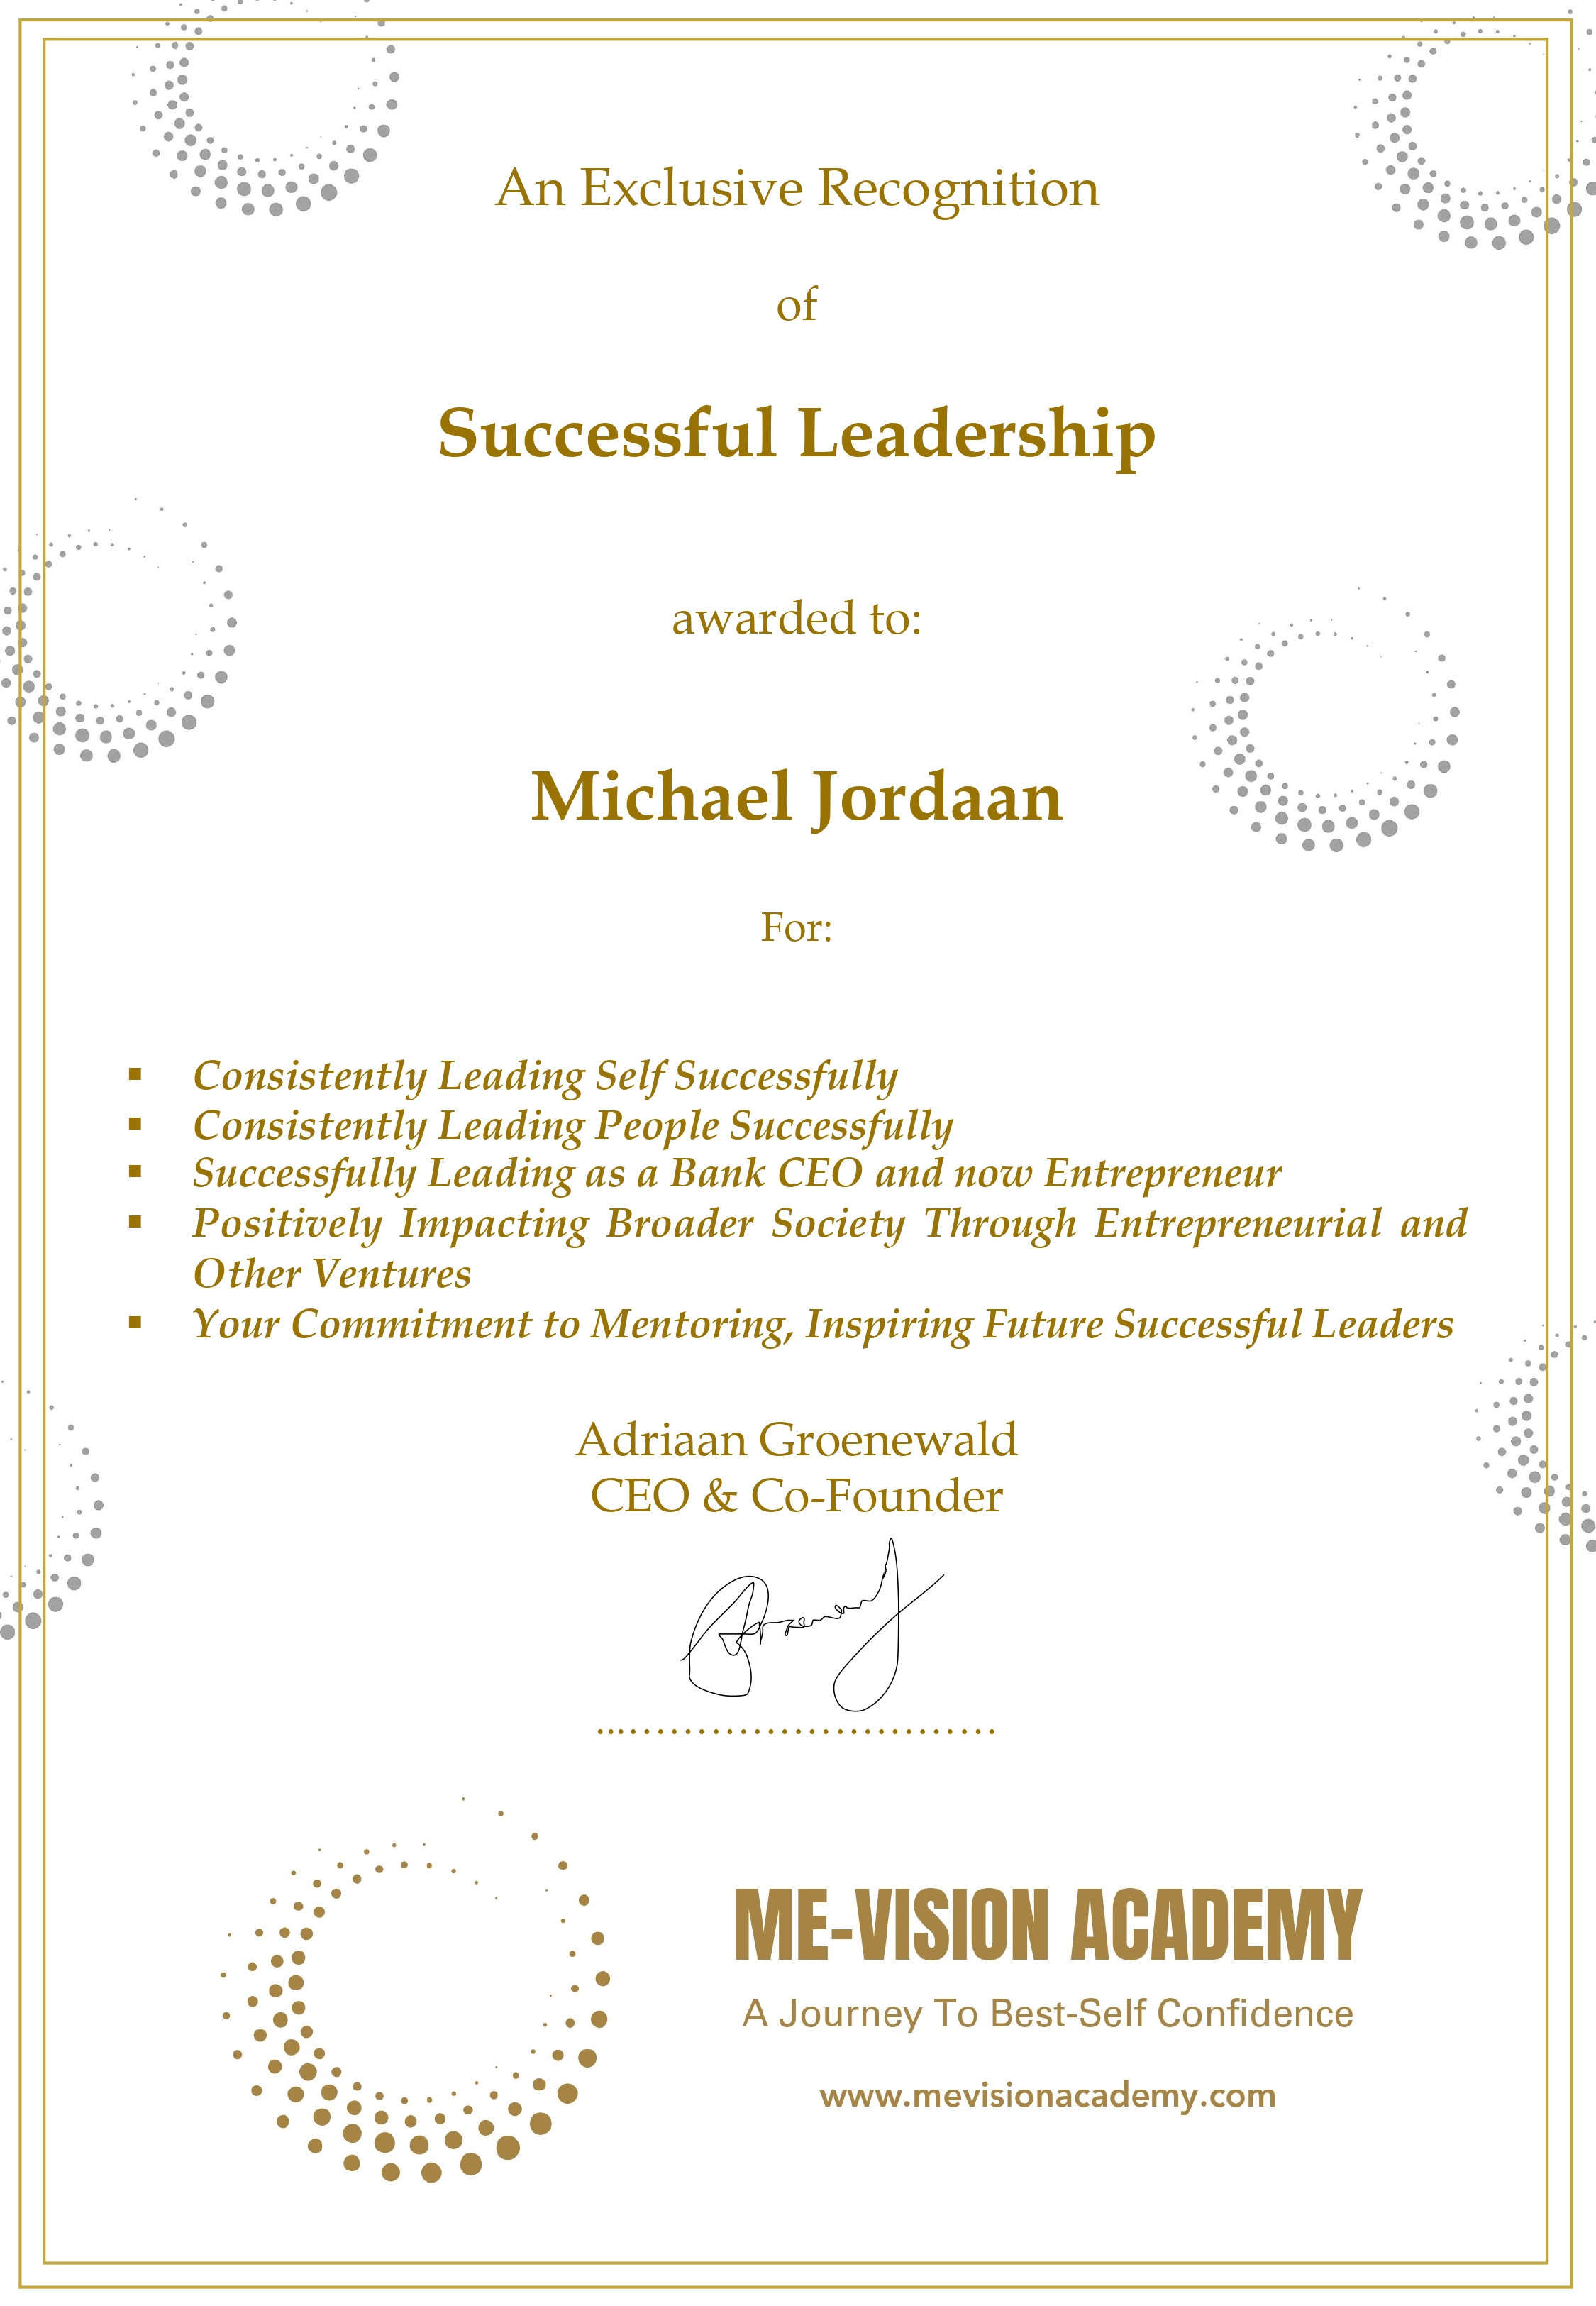 An Exclusive Recognition
of
Successful Leadership
awarded to:
Michael Jordaan
For:
▪ Consistently Leading Self Successfully
▪ Consistently Leading People Successfully
▪ Successfully Leading as a Bank CEO and now Entrepreneur
▪ Positively Impacting Broader Society Through Entrepreneurial and
Other Ventures
▪ Your Commitment to Mentoring, Inspiring Future Successful Leaders
Adriaan Groenewald
CEO & Co-Founder
ME-VISION ACADEMY
A Journey To Best-Self Confidence
www.mevisionacademy.com